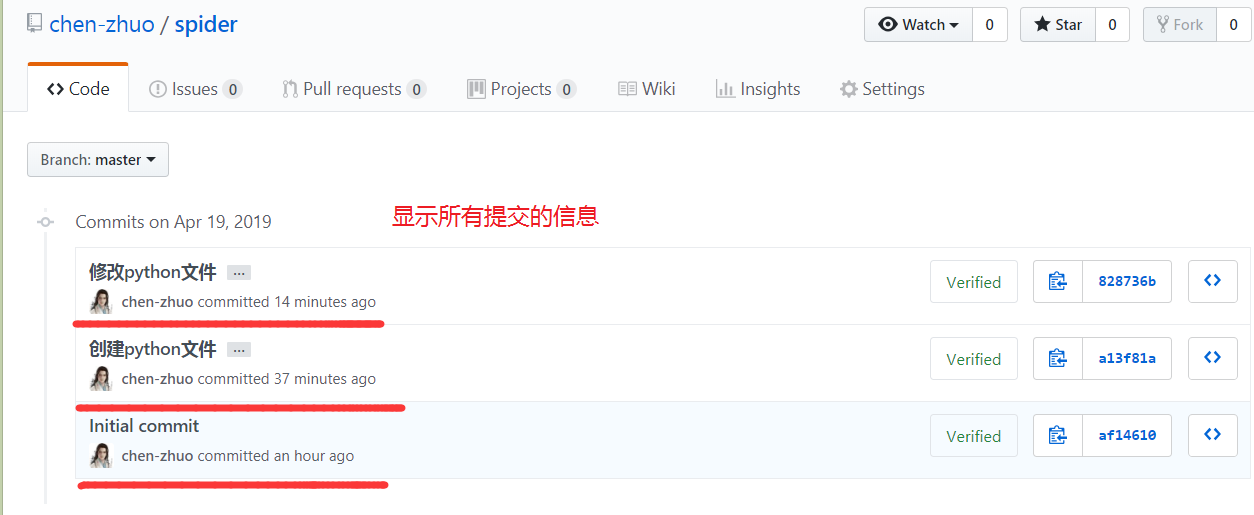 chen-zhuo / spider
Watch 0 Star 0 Fork 0
Code Issues 0 Pull requests 0 Projects 0 Wiki Insights Settings
Branch: master
Commits on Apr 19, 2019
显示所有提交的信息
修改python文件 ...
chen-zhuo committed 14 minutes ago
Verified 828736b
创建python文件 ...
chen-zhuo committed 37 minutes ago
Verified a13f81a
Initial commit
chen-zhuo committed an hour ago
Verified af14610